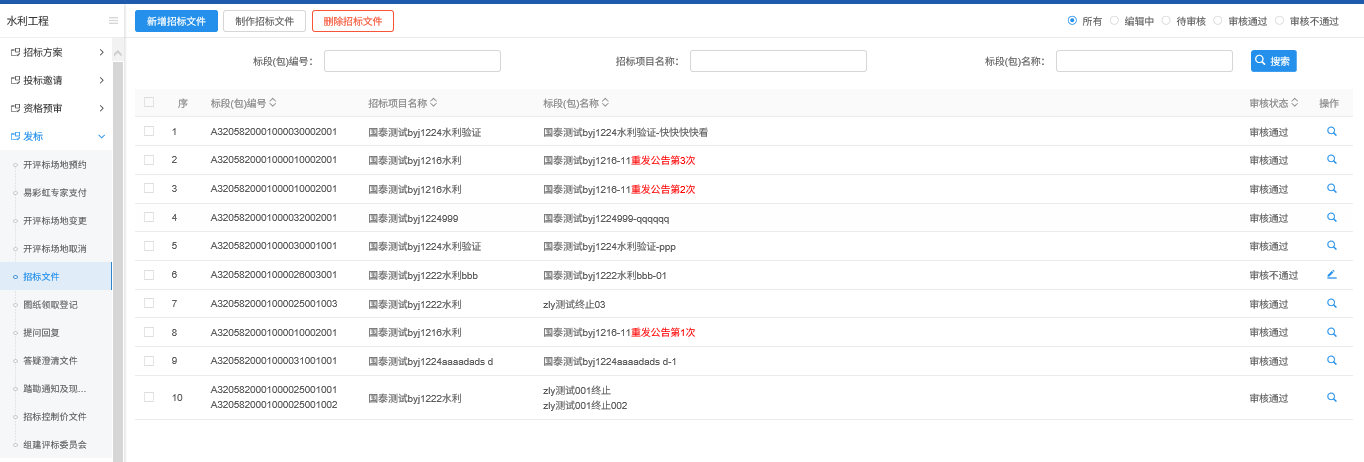 水利工程
新增招标文件 制作招标文件 删除招标文件 所有 编辑中 待审核 审核通过 审核不通过
招标方案
投标邀请
资格预审
发标
开评标场地预约
易彩虹专家支付
开评标场地变更
开评标场地取消
招标文件
图纸领取登记
提问回复
答疑澄清文件
踏勘通知及现...
招标控制价文件
组建评标委员会
标段(包)编号： 招标项目名称： 标段(包)名称： 搜索
序 标段(包)编号 招标项目名称 标段(包)名称 审核状态 操作
1 A3205820001000030002001 国泰测试byj1224水利验证 国泰测试byj1224水利验证-快快快快看 审核通过
2 A3205820001000010002001 国泰测试byj1216水利 国泰测试byj1216-11重发公告第3次 审核通过
3 A3205820001000010002001 国泰测试byj1216水利 国泰测试byj1216-11重发公告第2次 审核通过
4 A3205820001000032002001 国泰测试byj1224999 国泰测试byj1224999-qqqqqq 审核通过
5 A3205820001000030001001 国泰测试byj1224水利验证 国泰测试byj1224水利验证-ppp 审核通过
6 A3205820001000026003001 国泰测试byj1222水利bbb 国泰测试byj1222水利bbb-01 审核不通过
7 A3205820001000025001003 国泰测试byj1222水利 zly测试终止03 审核通过
8 A3205820001000010002001 国泰测试byj1216水利 国泰测试byj1216-11重发公告第1次 审核通过
9 A3205820001000031001001 国泰测试byj1224aaaadads d 国泰测试byj1224aaaadads d-1 审核通过
10 A3205820001000025001001 国泰测试byj1222水利 zly测试001终止 审核通过
A3205820001000025001002 zly测试001终止002